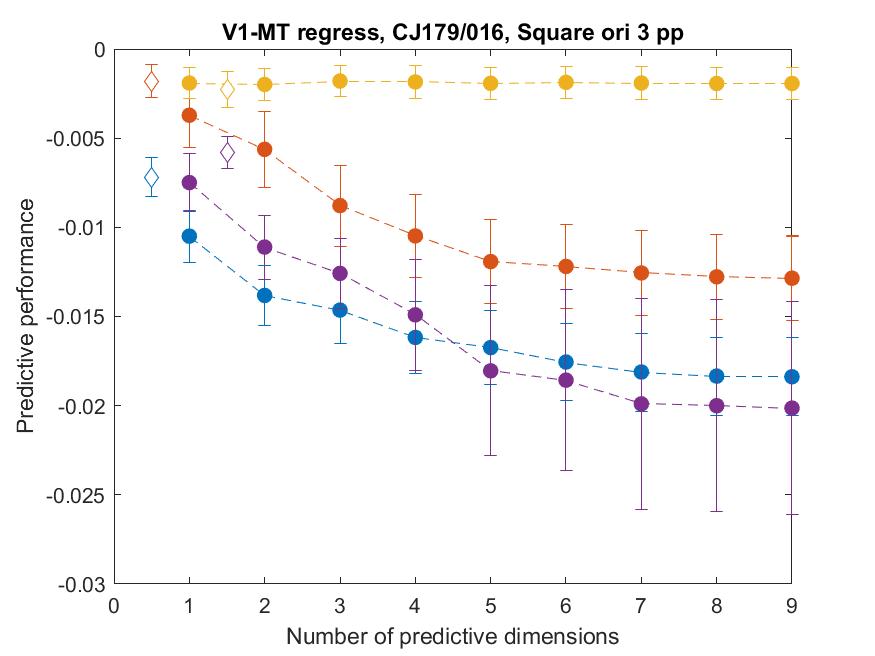 V1-MT regress, CJ179/016, Square ori 3 pp
0
-0.005
-0.01
-0.015
-0.02
-0.025
-0.03
Predictive performance
0 1 2 3 4 5 6 7 8 9
Number of predictive dimensions